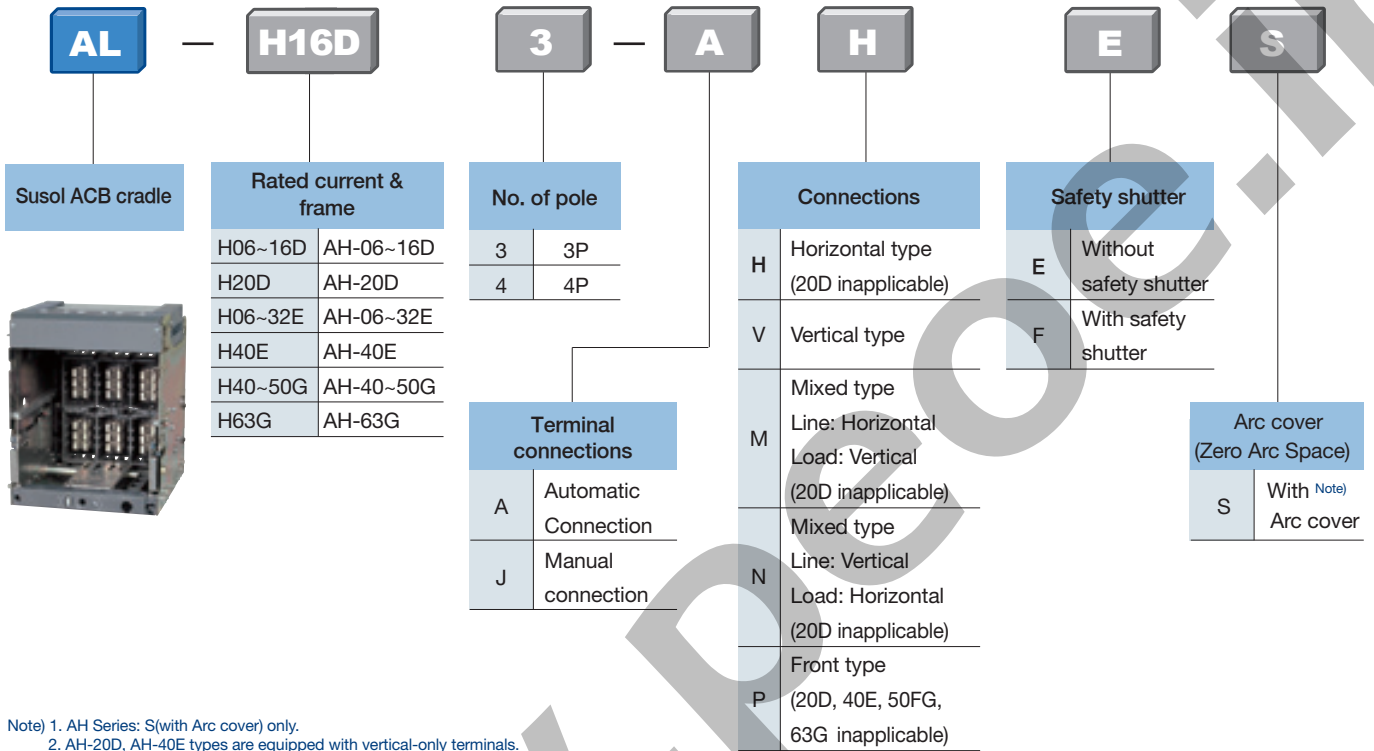 AL — H16D 3 — A H E S
Susol ACB cradle
Rated current &
frame
H06~16D AH-06~16D
H20D AH-20D
H06~32E AH-06~32E
H40E AH-40E
H40~50G AH-40~50G
H63G AH-63G
No. of pole
3 3P
4 4P
Terminal
connections
A Automatic
Connection
J Manual
connection
Connections
H Horizontal type
(20D inapplicable)
V Vertical type
M Mixed type
Line: Horizontal
Load: Vertical
(20D inapplicable)
N Mixed type
Line: Vertical
Load: Horizontal
(20D inapplicable)
P Front type
(20D, 40E, 50FG,
63G inapplicable)
Safety shutter
E Without
safety shutter
F With safety
shutter
Arc cover
(Zero Arc Space)
S With Note)
Arc cover
Note) 1. AH Series: S(with Arc cover) only.
2. AH-20D, AH-40E types are equipped with vertical-only terminals.